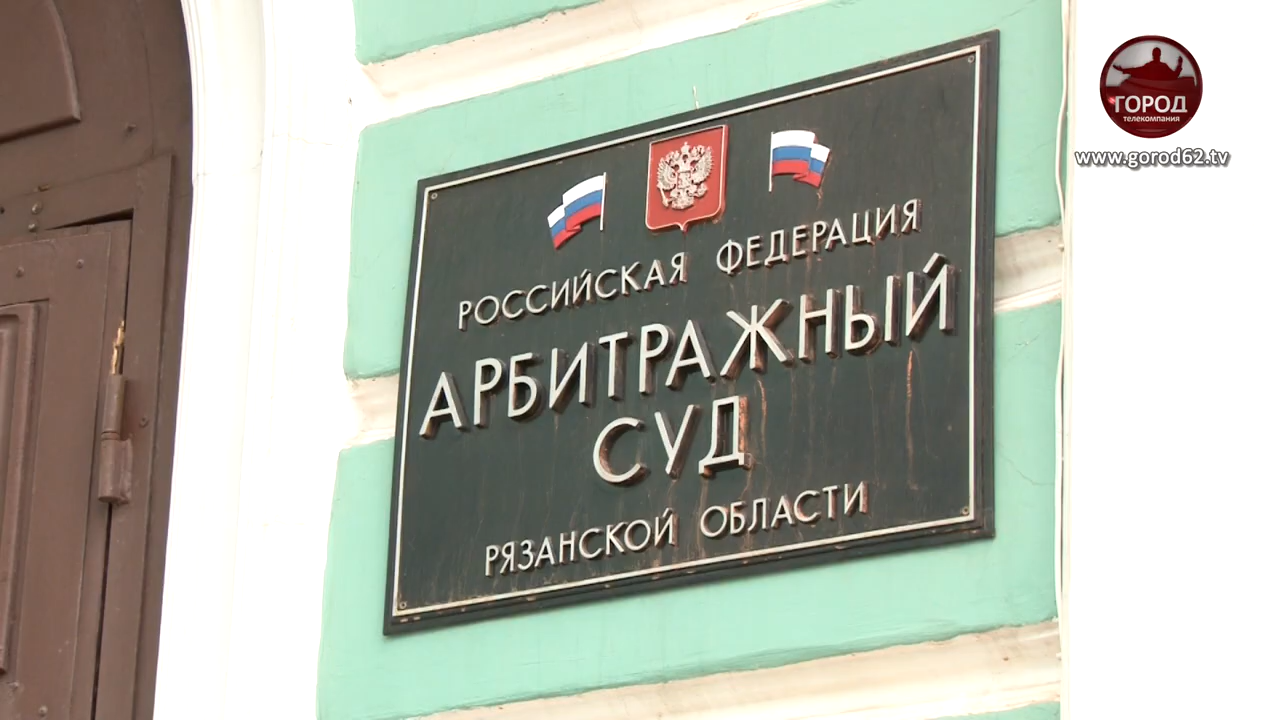 ГОРОД
телекомпания
www.gorod62.tv
РОССИЙСКАЯ ФЕДЕРАЦИЯ
АРБИТРАЖНЫЙ
СУД
РЯЗАНСКОЙ ОБЛАСТИ